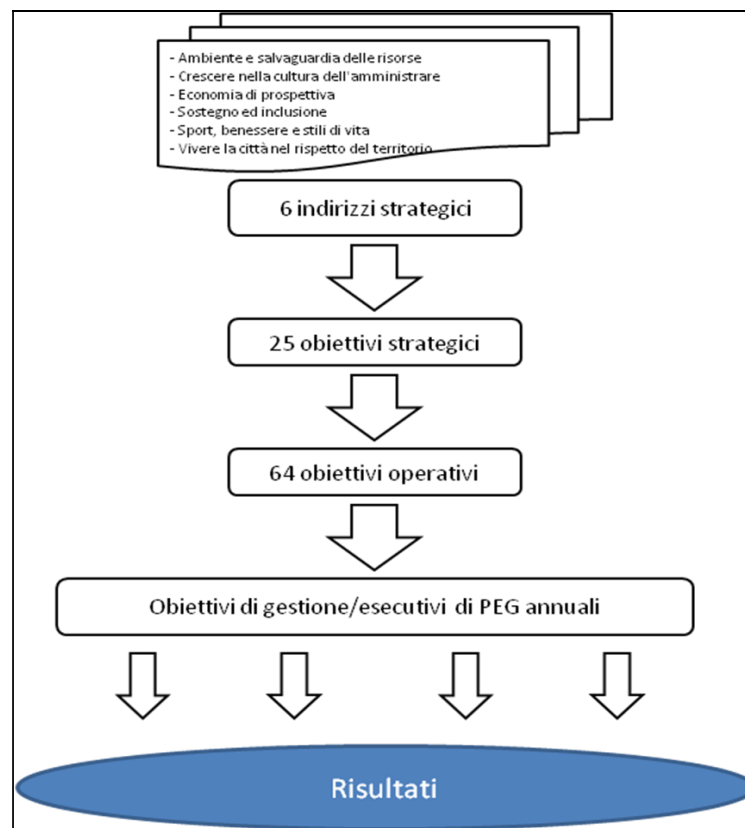 - Ambiente e salvaguardia delle risorse
- Crescere nella cultura dell'amministrare
- Economia di prospettiva
- Sostegno ed inclusione
- Sport, benessere e stili di vita
- Vivere la città nel rispetto del territorio
6 indirizzi strategici
25 obiettivi strategici
64 obiettivi operativi
Obiettivi di gestione/esecutivi di PEG annuali
Risultati